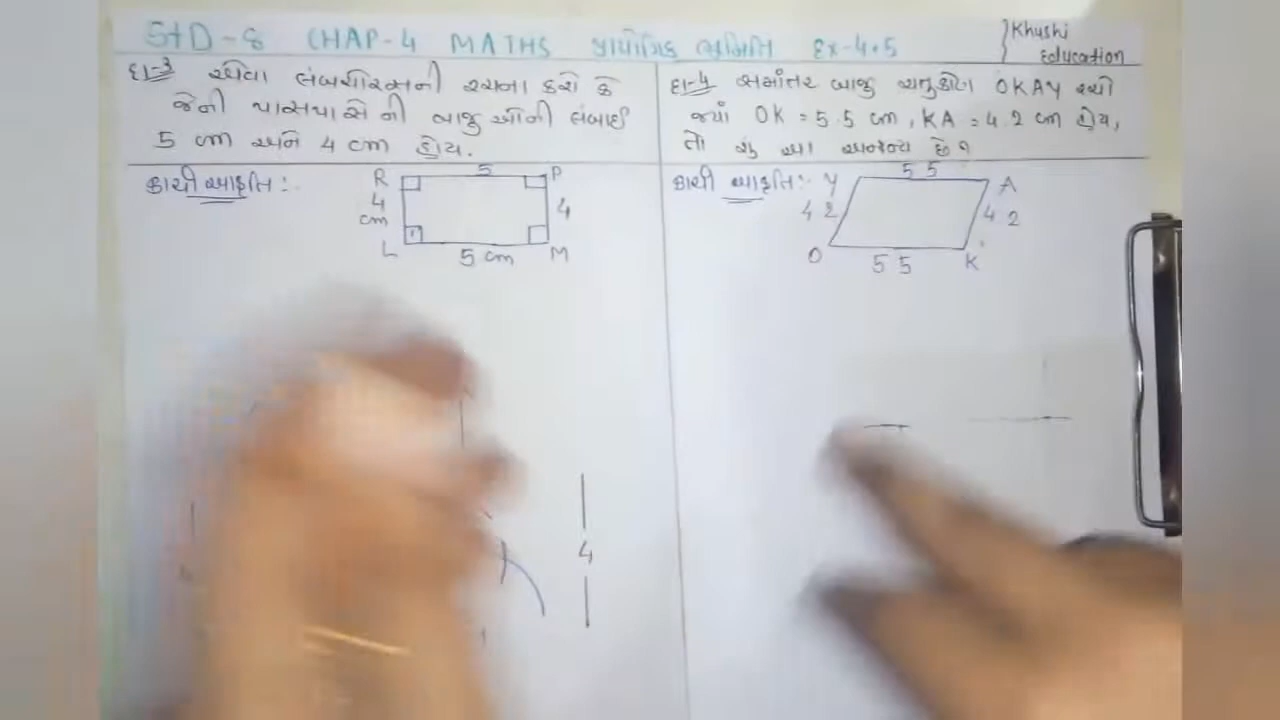 STD-8 CHAP-4 MATHS પ્રાયોગિક ભૂમિતિ Ex-4.5
Khushi
Education
દા-3 એવા લંબચોરસની રચના કરો કે
જેની પાસપાસેની બાજુઓની લંબાઈ
5 cm અને 4 cm હોય.
કાચી આકૃતિ:-
R 5 P
4
cm
4
L 5 cm M
દા-4 સમાંતર બાજુ ચતુષ્કોણ OKAY રચો
જ્યાં OK = 5.5 cm, KA = 4.2 cm હોય,
તો શું આ અનન્ય છે?
કાચી આકૃતિ:- Y 5 5 A
4 2
4 2
O 5 5 K
4